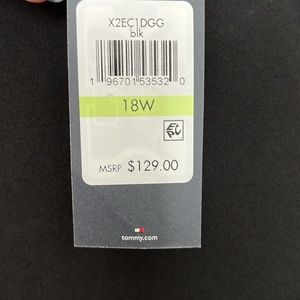 X2EC1DGG
blk
1 96701 53532 0
18W
MSRP $129.00
tommy.com